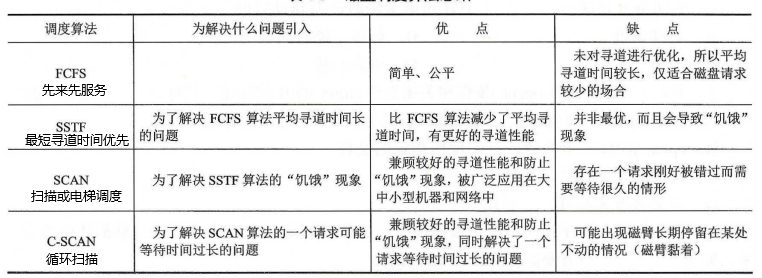 调度算法 为解决什么问题引入 优 点 缺 点
FCFS
先来先服务
简单、公平
未对寻道进行优化，所以平均
寻道时间较长，仅适合磁盘请求
较少的场合
SSTF
最短寻道时间优先
为了解决 FCFS 算法平均寻道时间长
的问题
比 FCFS 算法减少了平均寻
道时间，有更好的寻道性能
并非最优，而且会导致“饥饿”
现象
SCAN
扫描或电梯调度
为了解决 SSTF 算法的“饥饿”现象
兼顾较好的寻道性能和防止
“饥饿”现象，被广泛应用在大
中小型机器和网络中
存在一个请求刚好被错过而需
要等待很久的情形
C-SCAN
循环扫描
为了解决 SCAN 算法的一个请求可能
等待时间过长的问题
兼顾较好的寻道性能和防止
“饥饿”现象，同时解决了一个
请求等待时间过长的问题
可能出现磁臂长期停留在某处
不动的情况（磁臂黏着）